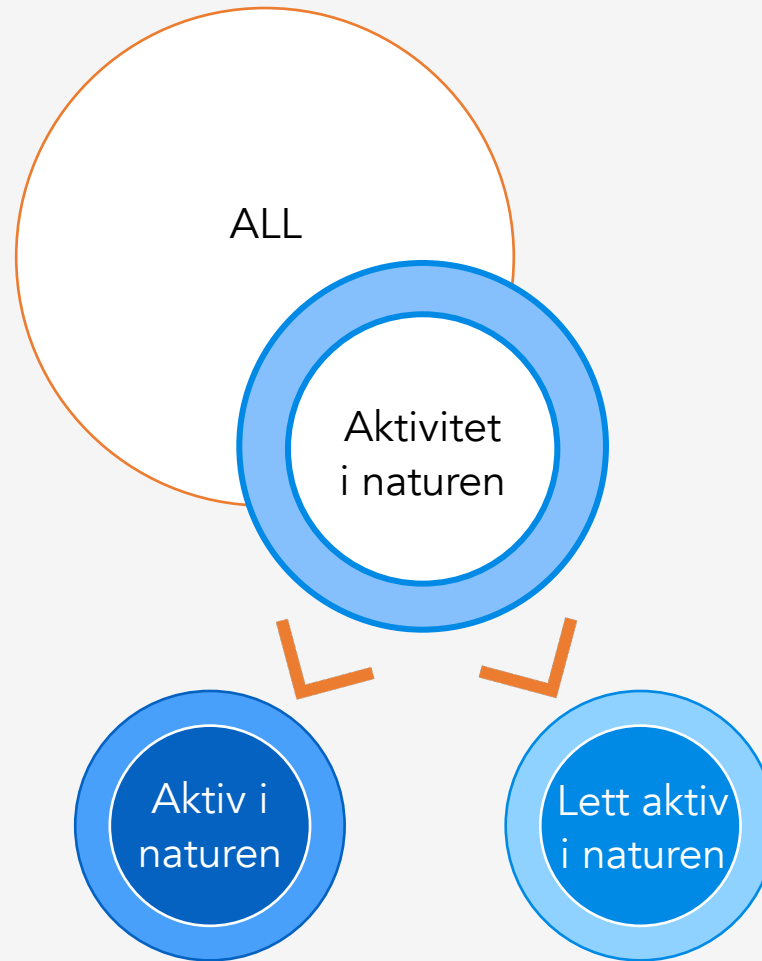 ALL
Aktivitet
i naturen
Aktiv i
naturen
Lett aktiv
i naturen